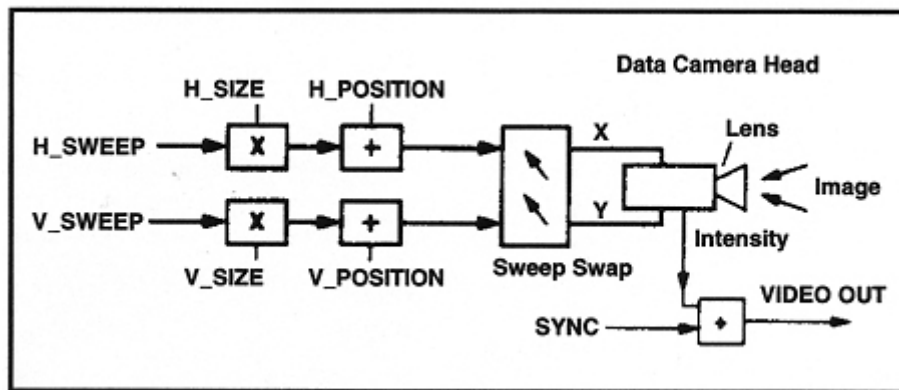 Data Camera Head
H_SIZE
H_POSITION
H_SWEEP
X
+
X
Lens
Image
V_SWEEP
X
+
Y
Intensity
V_SIZE
V_POSITION
Sweep Swap
VIDEO OUT
SYNC
+